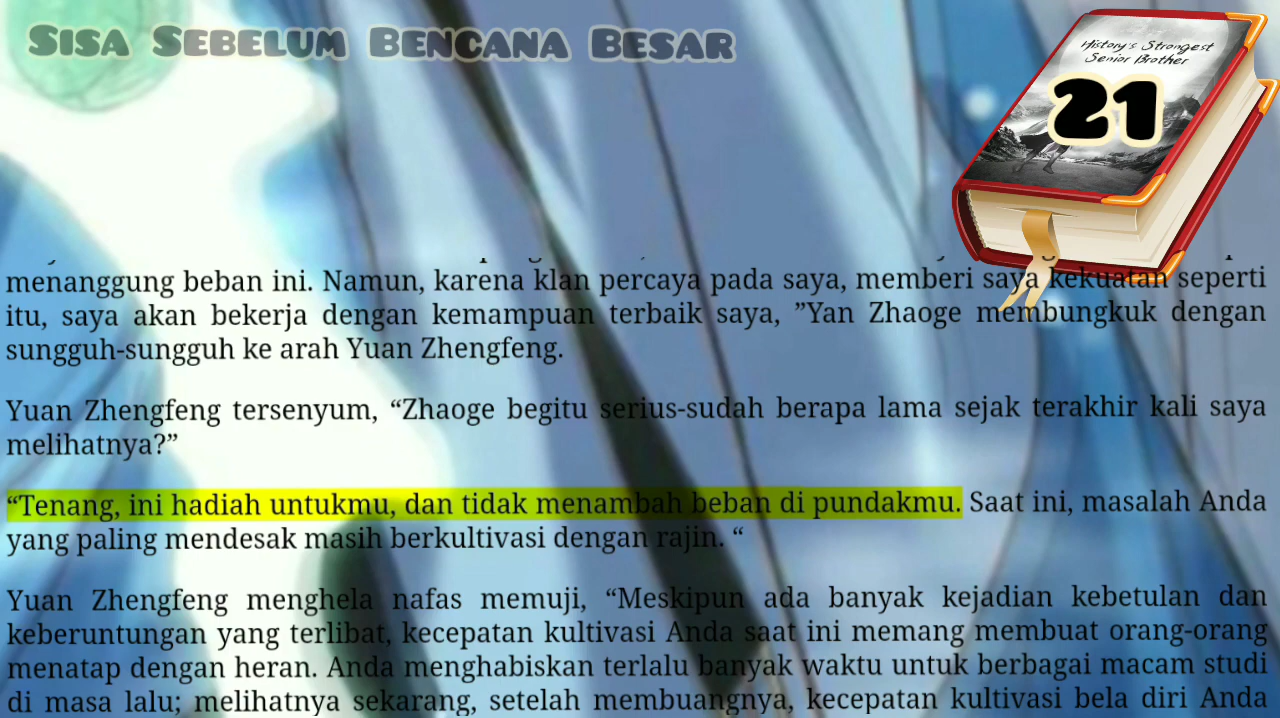 Sisa Sebelum Bencana Besar
History's Strongest
Senior Brother
21
menanggung beban ini. Namun, karena klan percaya pada saya, memberi saya kekuatan seperti
itu, saya akan bekerja dengan kemampuan terbaik saya, ”Yan Zhaoge membungkuk dengan
sungguh-sungguh ke arah Yuan Zhengfeng.
Yuan Zhengfeng tersenyum, “Zhaoge begitu serius-sudah berapa lama sejak terakhir kali saya
melihatnya?”
“Tenang, ini hadiah untukmu, dan tidak menambah beban di pundakmu. Saat ini, masalah Anda
yang paling mendesak masih berkultivasi dengan rajin. “
Yuan Zhengfeng menghela nafas memuji, “Meskipun ada banyak kejadian kebetulan dan
keberuntungan yang terlibat, kecepatan kultivasi Anda saat ini memang membuat orang-orang
menatap dengan heran. Anda menghabiskan terlalu banyak waktu untuk berbagai macam studi
di masa lalu; melihatnya sekarang, setelah membuangnya, kecepatan kultivasi bela diri Anda